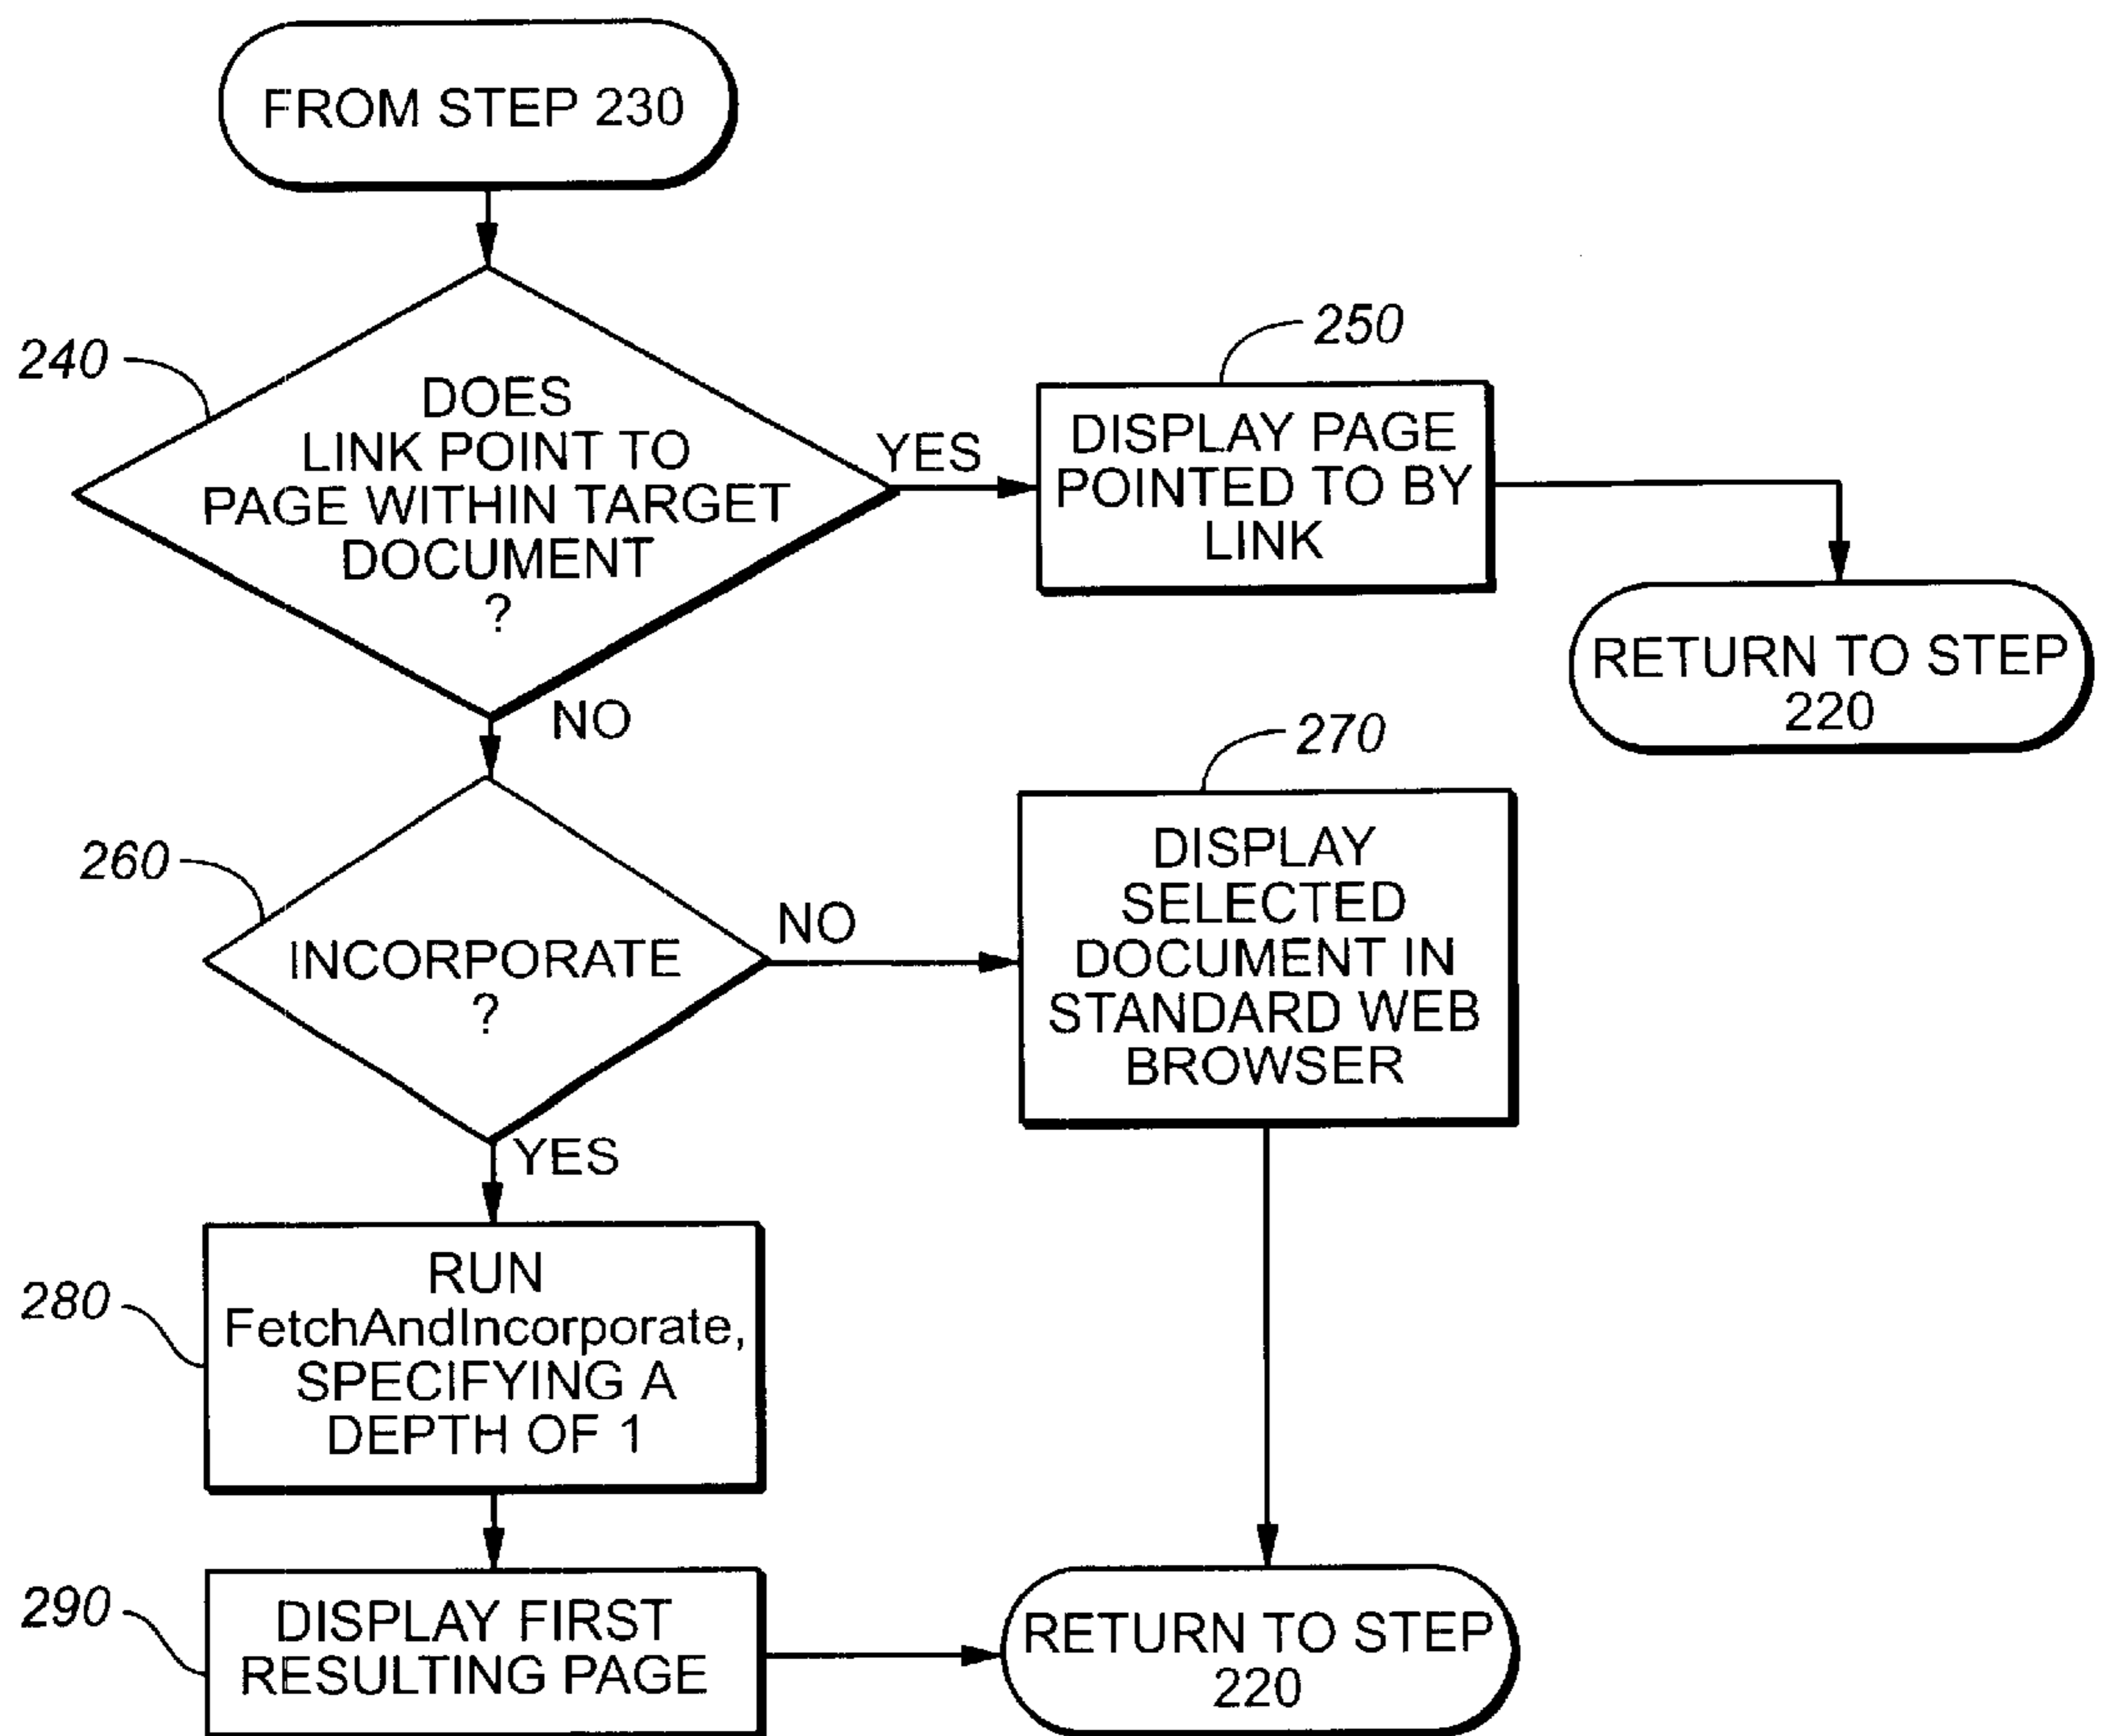 FROM STEP 230
240
DOES
LINK POINT TO
PAGE WITHIN TARGET
DOCUMENT
?
YES
250
DISPLAY PAGE
POINTED TO BY
LINK
RETURN TO STEP
220
NO
260
INCORPORATE
?
NO
270
DISPLAY
SELECTED
DOCUMENT IN
STANDARD WEB
BROWSER
YES
280
RUN
FetchAndIncorporate,
SPECIFYING A
DEPTH OF 1
290
DISPLAY FIRST
RESULTING PAGE
RETURN TO STEP
220